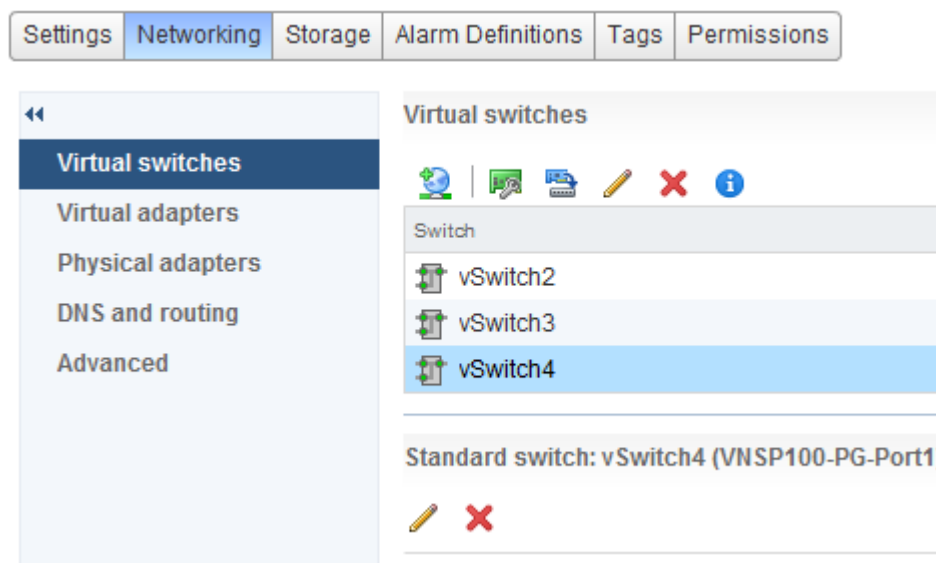 Settings Networking Storage Alarm Definitions Tags Permissions
Virtual switches
Virtual adapters
Physical adapters
DNS and routing
Advanced
Virtual switches
Switch
vSwitch2
vSwitch3
vSwitch4
Standard switch: vSwitch4 (VNSP100-PG-Port1